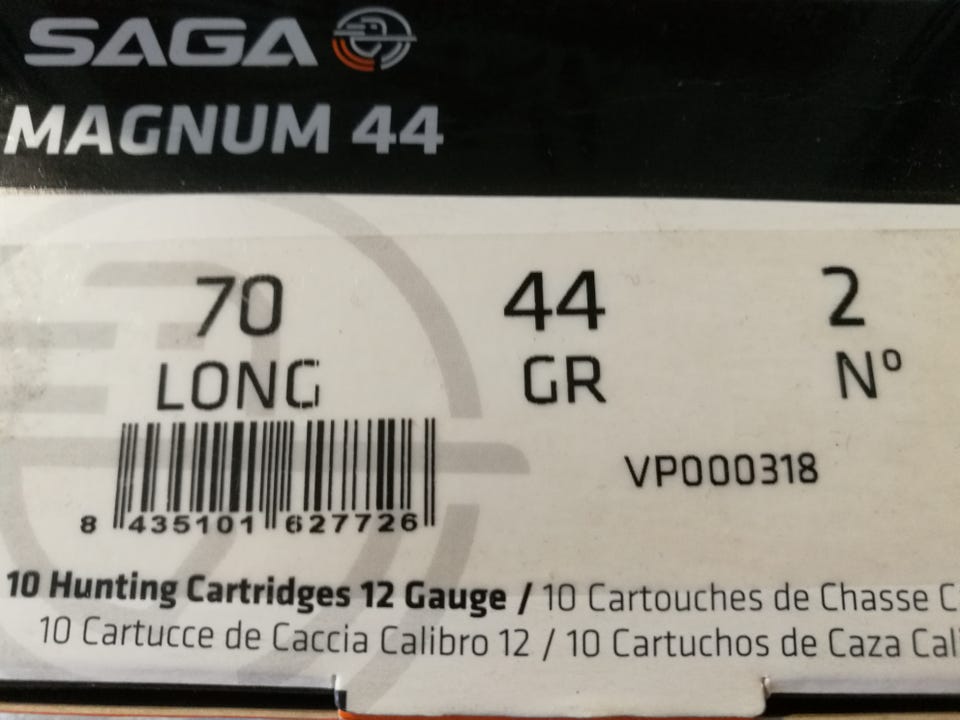 SAGA
MAGNUM 44
70 44 2
LONG GR Nº
VP000318
8 435101 627726
10 Hunting Cartridges 12 Gauge / 10 Cartouches de Chasse
10 Cartucce de Caccia Calibro 12 / 10 Cartuchos de Caza